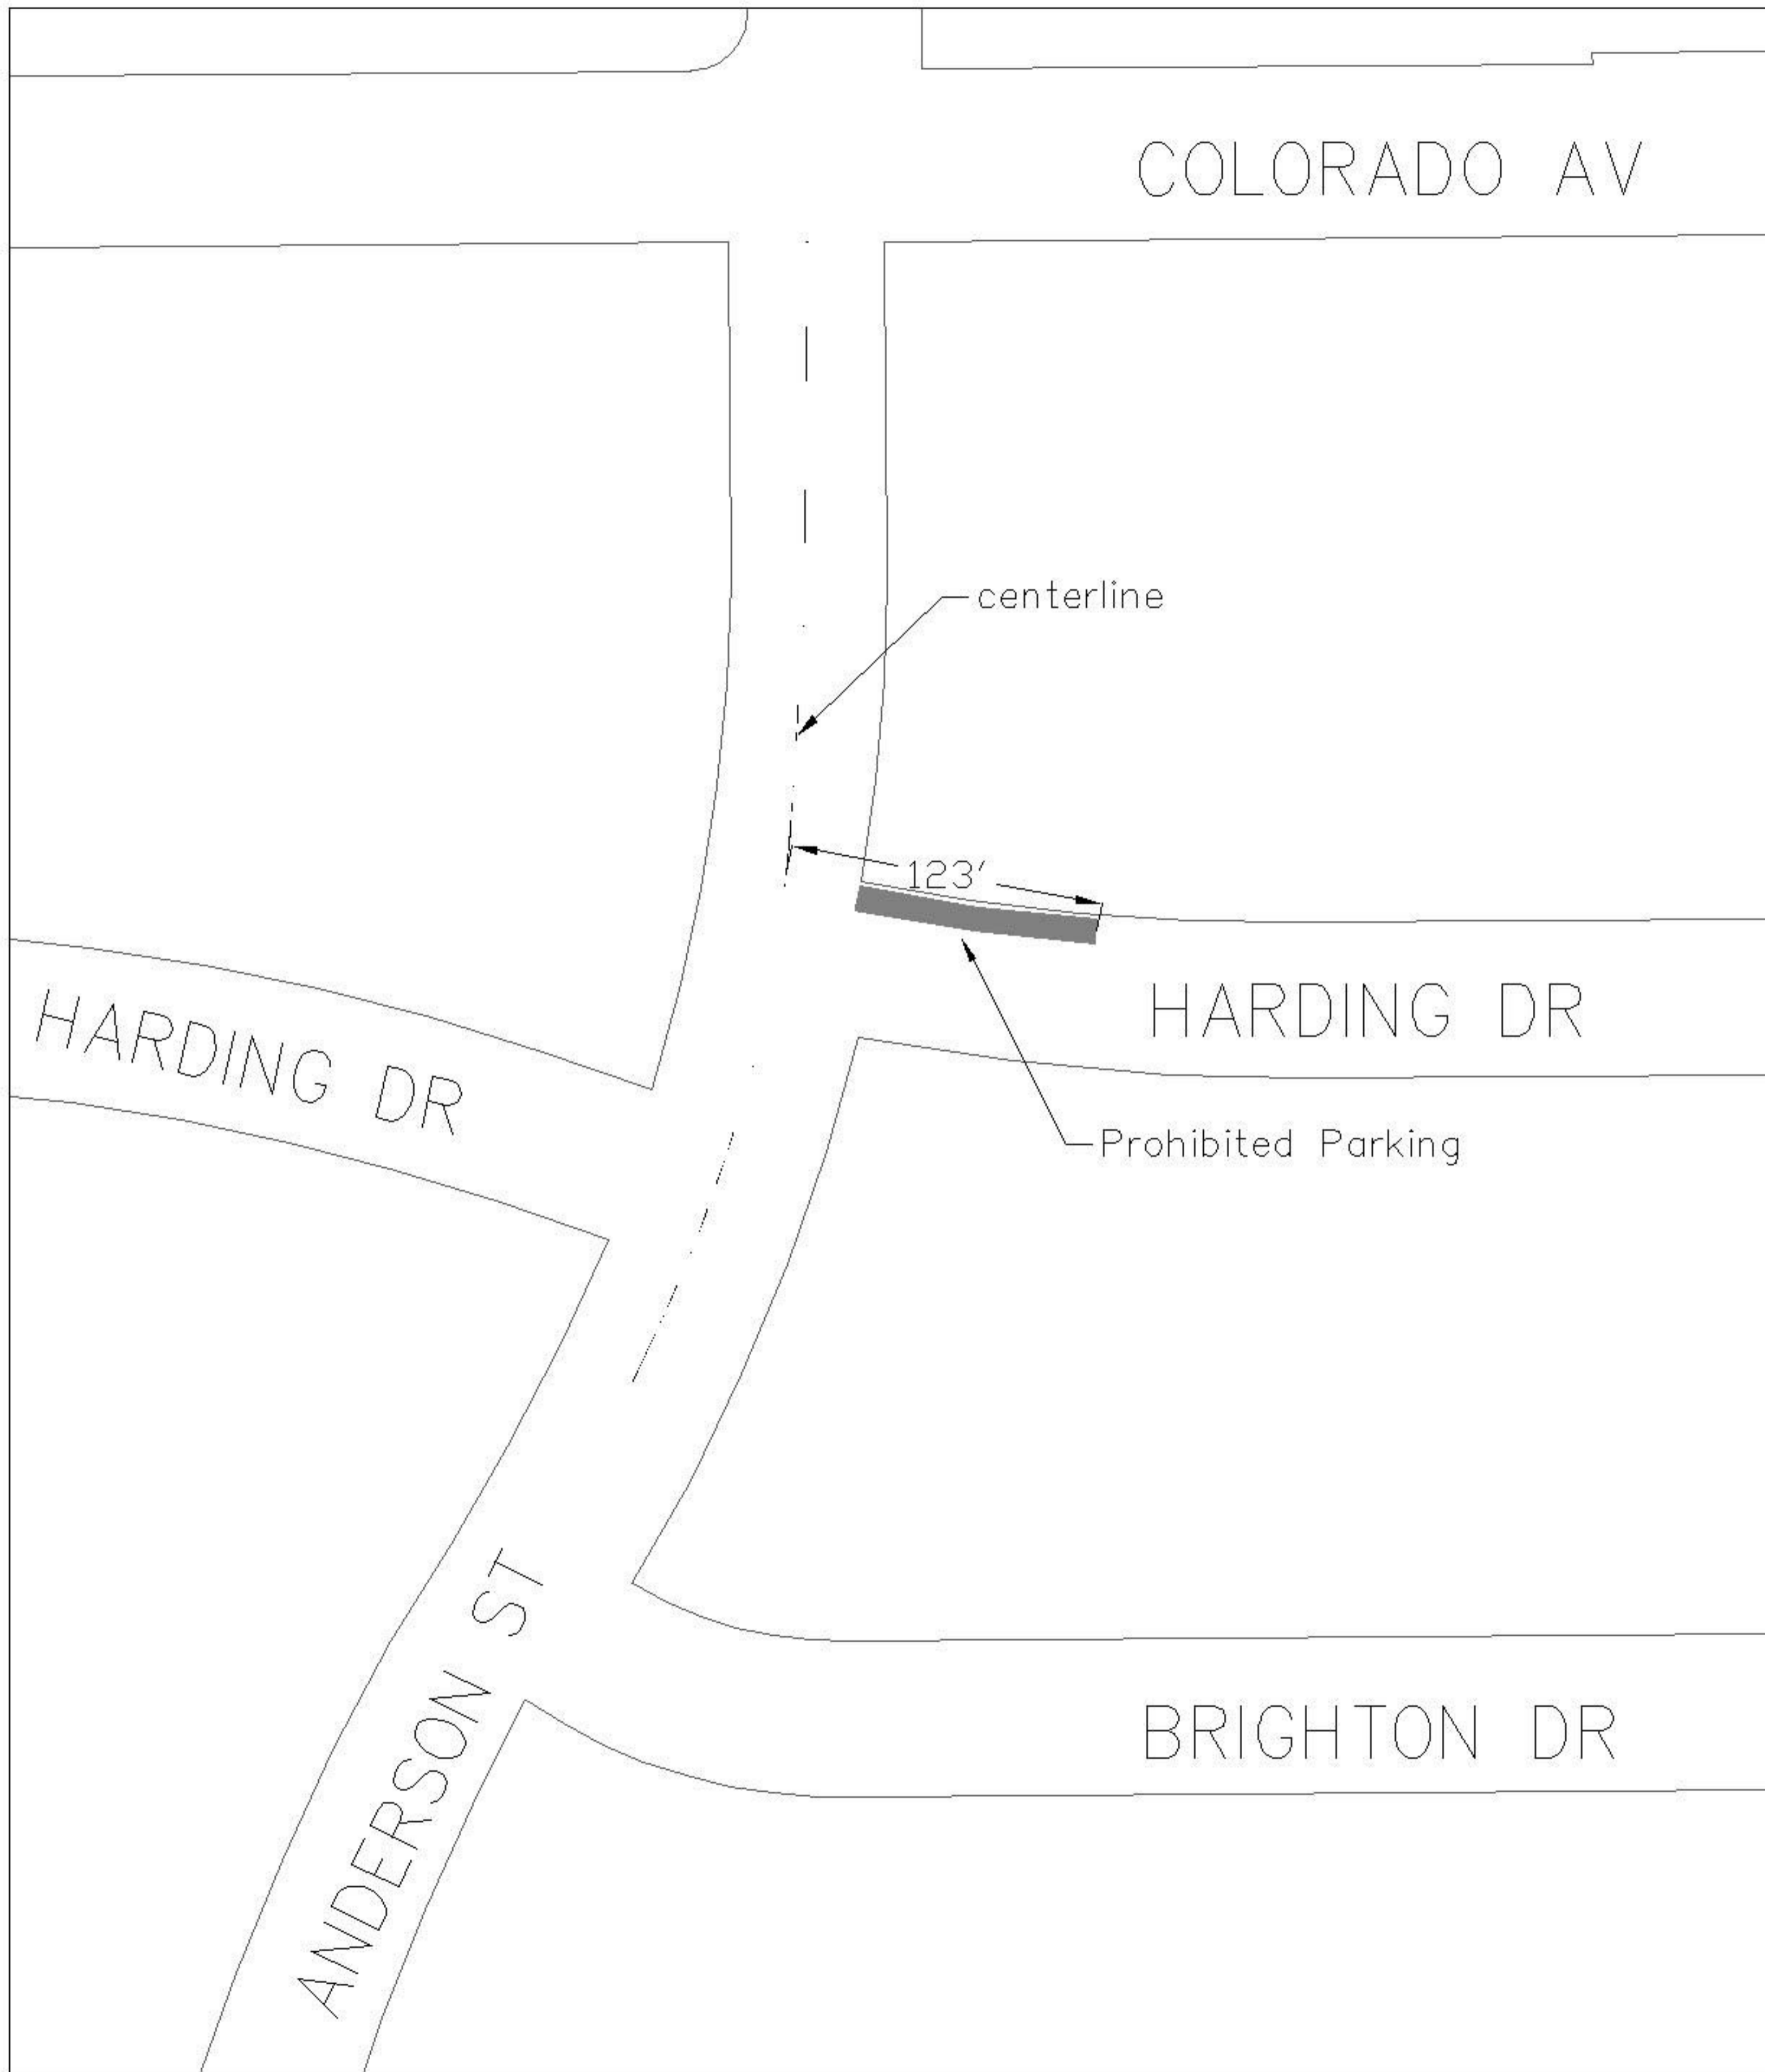 COLORADO AV
centerline
123'
HARDING DR
HARDING DR
Prohibited Parking
ANDERSON ST
BRIGHTON DR